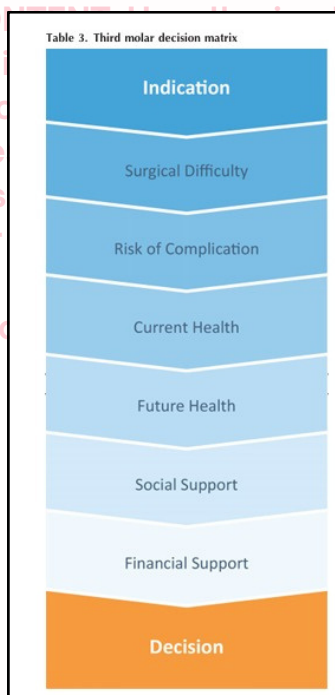 Table 3. Third molar decision matrix
Indication
Surgical Difficulty
Risk of Complication
Current Health
Future Health
Social Support
Financial Support
Decision